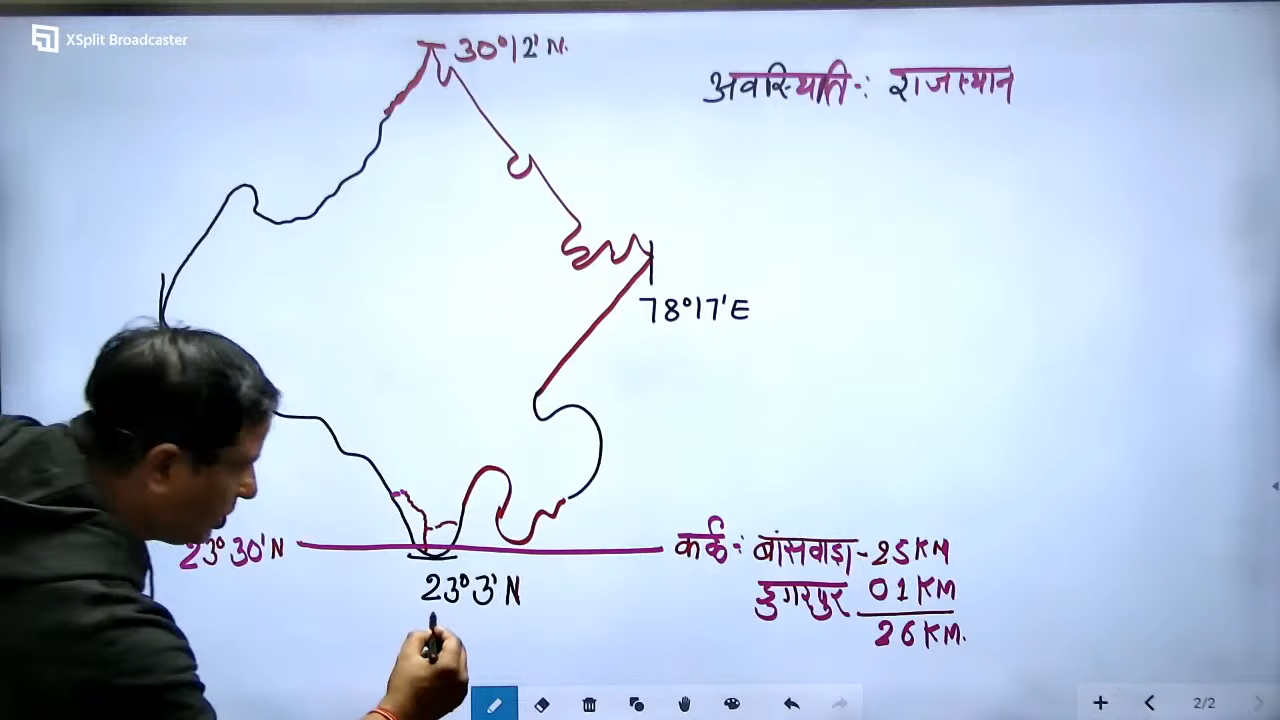 XSplit Broadcaster
30°12' N.
अवस्थिति:: राजस्थान
78°17'E
23°30'N
कर्कः बांसवाड़ा - 25 KM
डुगरपुर 01 KM
26 KM.
23°3' N
2/2